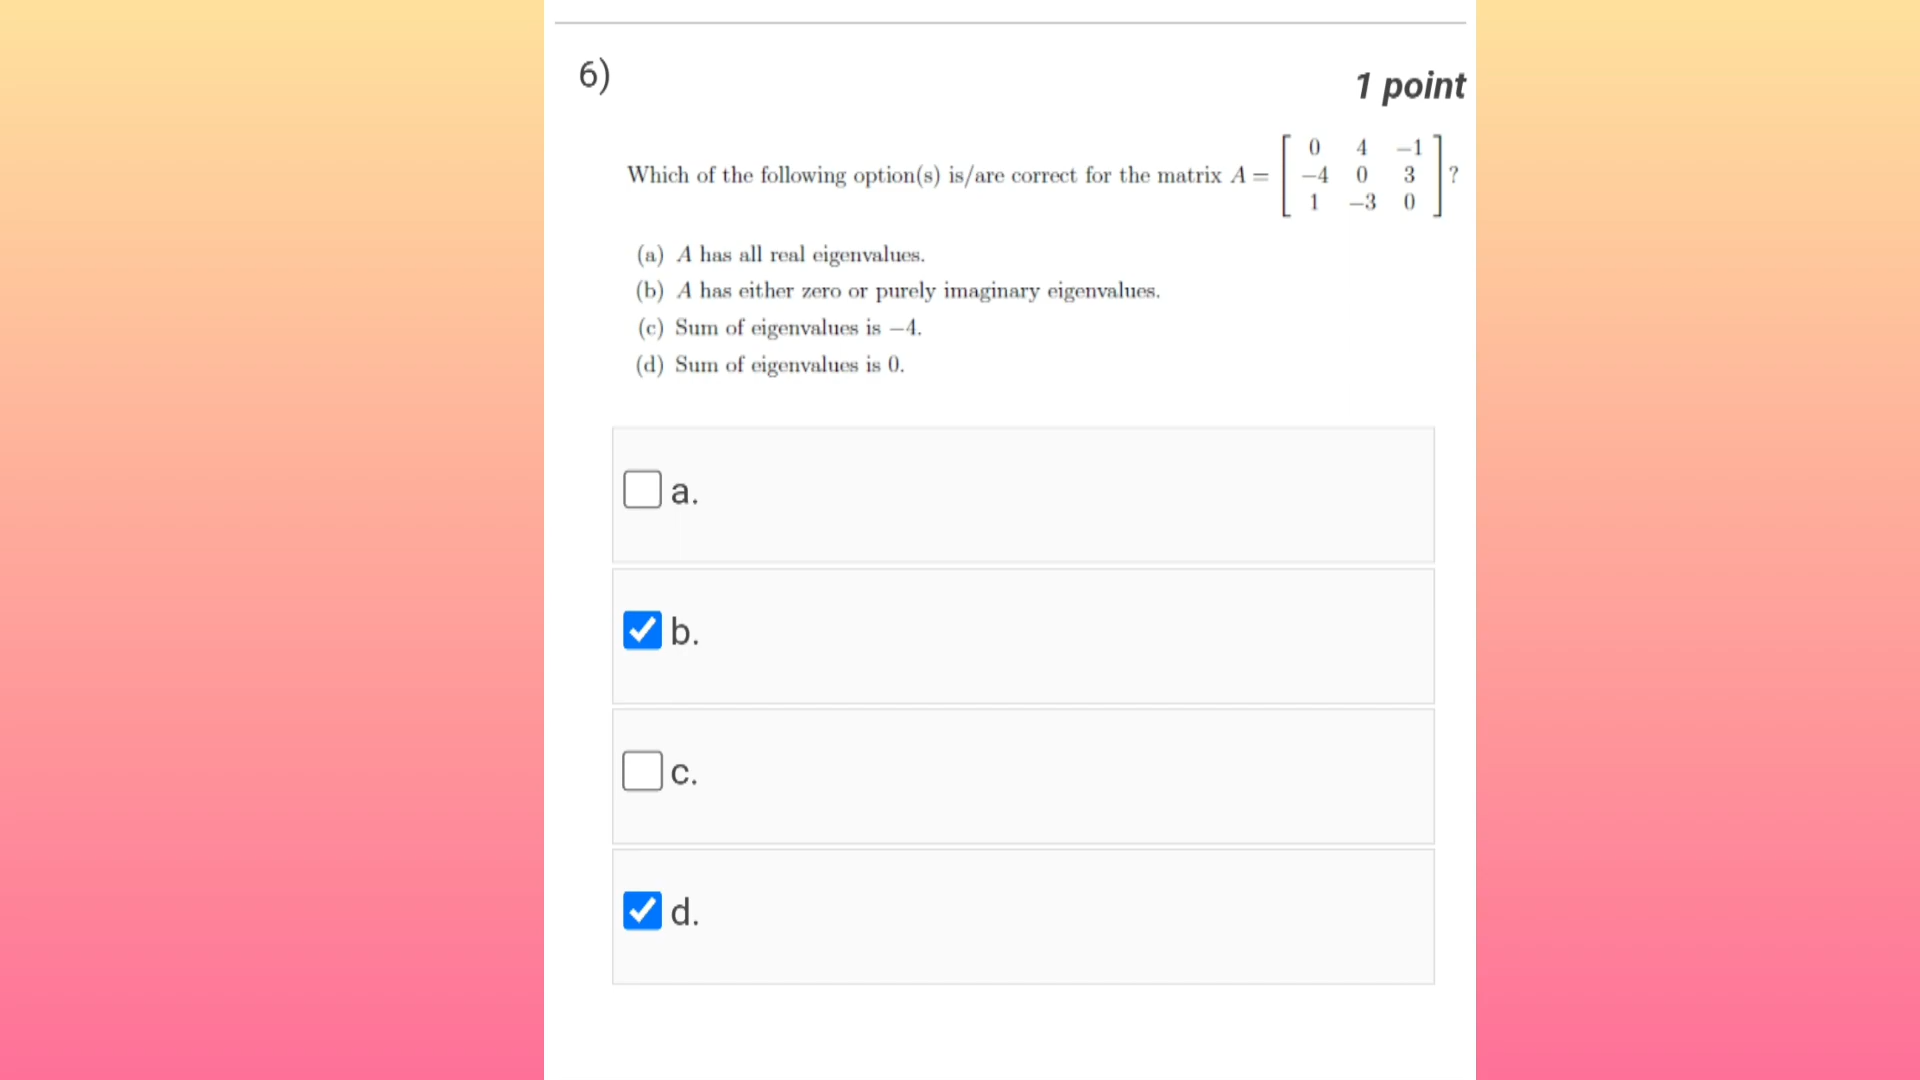 6)
1 point
Which of the following option(s) is/are correct for the matrix A = [ 0 4 −1
−4 0 3
1 −3 0 ] ?
(a) A has all real eigenvalues.
(b) A has either zero or purely imaginary eigenvalues.
(c) Sum of eigenvalues is −4.
(d) Sum of eigenvalues is 0.
a.
b.
c.
d.